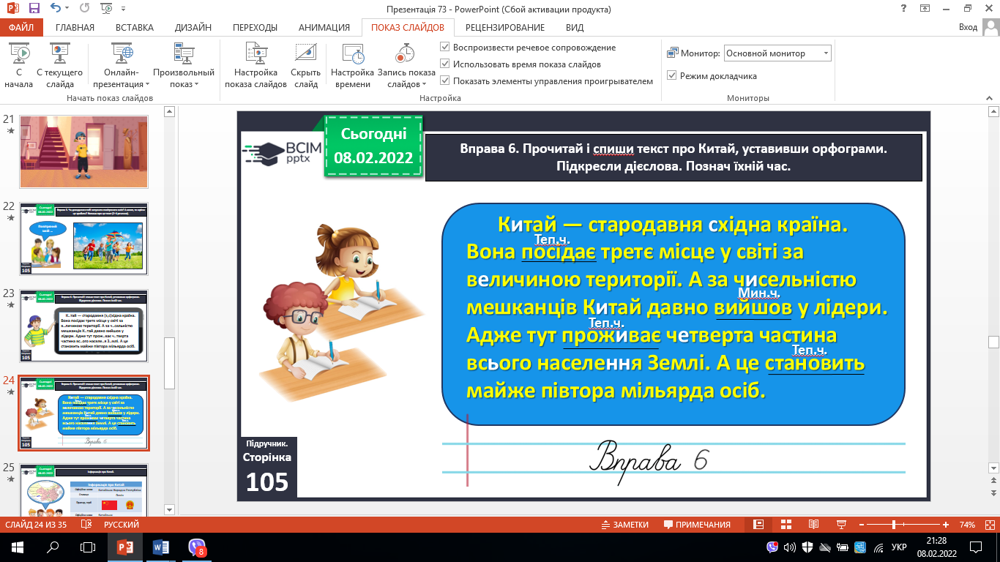 Презентація 73 - PowerPoint (Сбой активации продукта)
ФАЙЛ ГЛАВНАЯ ВСТАВКА ДИЗАЙН ПЕРЕХОДЫ АНИМАЦИЯ ПОКАЗ СЛАЙДОВ РЕЦЕНЗИРОВАНИЕ ВИД Вход
С начала
С текущего слайда
Онлайн-презентация
Произвольный показ
Начать показ слайдов
Настройка показа слайдов
Скрыть слайд
Настройка времени
Запись показа слайдов
Воспроизвести речевое сопровождение
Использовать время показа слайдов
Показать элементы управления проигрывателем
Настройка
Монитор: Основной монитор
Режим докладчика
Мониторы
21
22
23
24
25
Сьогодні
08.02.2022
BCIM
pptx
Вправа 6. Прочитай і спиши текст про Китай, уставивши орфограми.
Підкресли дієслова. Познач їхній час.
Китай — стародавня східна країна.
Теп.ч.
Вона посідає третє місце у світі за
величиною території. А за чисельністю
Мин.ч.
мешканців Китай давно вийшов у лідери.
Теп.ч.
Адже тут проживає четверта частина
Теп.ч.
всього населення Землі. А це становить
майже півтора мільярда осіб.
Підручник.
Сторінка
105
Вправа 6
СЛАЙД 24 ИЗ 35 РУССКИЙ ЗАМЕТКИ ПРИМЕЧАНИЯ 74%
8 УКР 21:28
08.02.2022